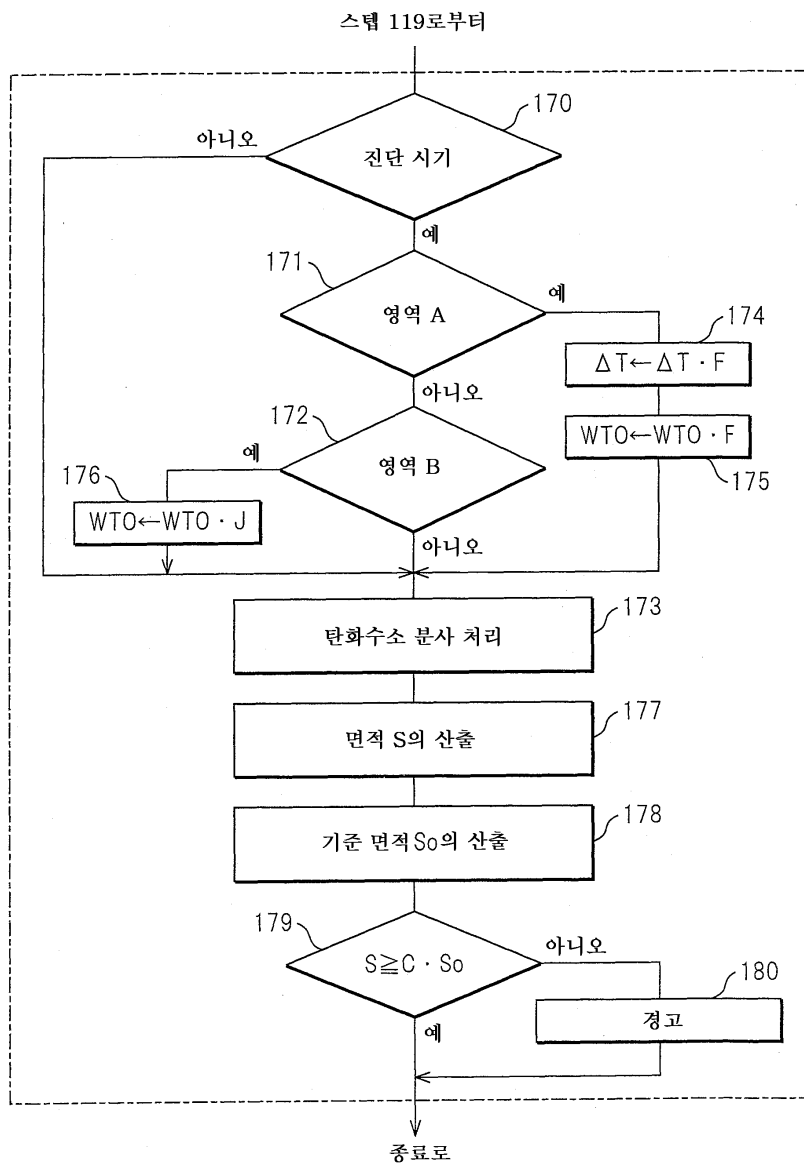 스텝 119로부터
170
아니오
진단 시기
예
171
영역 A
예
174
ΔT←ΔT・F
아니오
172
예
영역 B
WTO←WTO・F
175
176
WTO←WTO・J
아니오
탄화수소 분사 처리
173
면적 S의 산출
177
기준 면적So의 산출
178
179
S≧C・So
아니오
180
경고
예
종료로